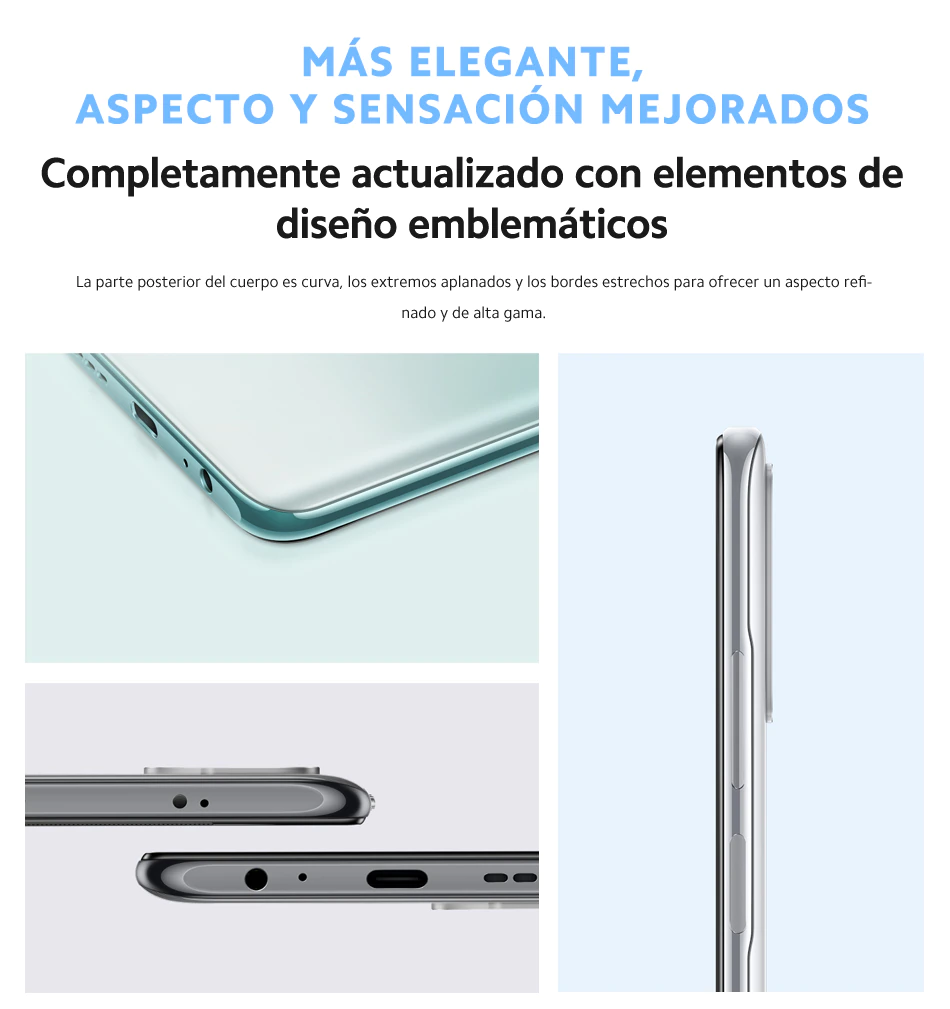 MÁS ELEGANTE,
ASPECTO Y SENSACIÓN MEJORADOS
Completamente actualizado con elementos de
diseño emblemáticos
La parte posterior del cuerpo es curva, los extremos aplanados y los bordes estrechos para ofrecer un aspecto refi-
nado y de alta gama.